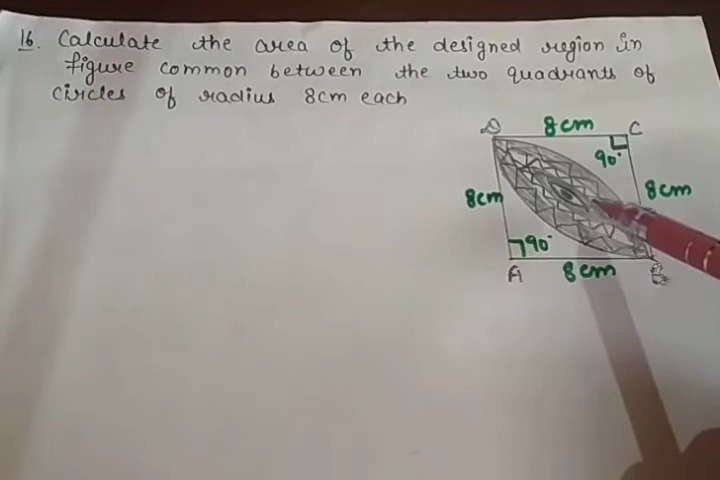 16. Calculate the area of the designed region in
figure common between the two quadrants of
circles of radius 8cm each
D 8cm C
90°
8cm 8cm
90°
A 8cm B